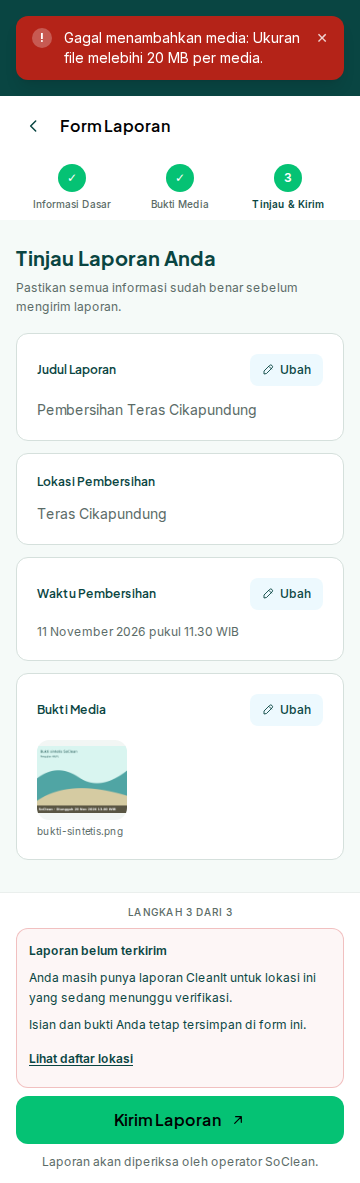 Gagal menambahkan media: Ukuran
file melebihi 20 MB per media.
Form Laporan
Informasi Dasar
Bukti Media
3
Tinjau & Kirim
Tinjau Laporan Anda
Pastikan semua informasi sudah benar sebelum
mengirim laporan.
Judul Laporan
Ubah
Pembersihan Teras Cikapundung
Lokasi Pembersihan
Teras Cikapundung
Waktu Pembersihan
Ubah
11 November 2026 pukul 11.30 WIB
Bukti Media
Ubah
bukti-sintetis.png
LANGKAH 3 DARI 3
Laporan belum terkirim
Anda masih punya laporan CleanIt untuk lokasi ini
yang sedang menunggu verifikasi.
Isian dan bukti Anda tetap tersimpan di form ini.
Lihat daftar lokasi
Kirim Laporan
Laporan akan diperiksa oleh operator SoClean.